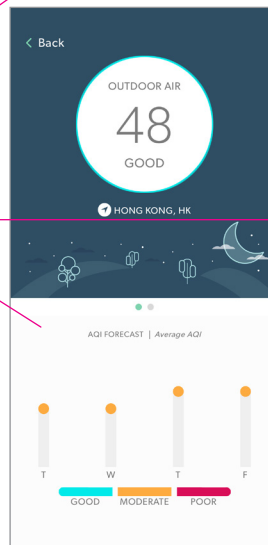 Back
OUTDOOR AIR
48
GOOD
HONG KONG, HK
AQI FORECAST | Average AQI
T W T F
GOOD MODERATE POOR